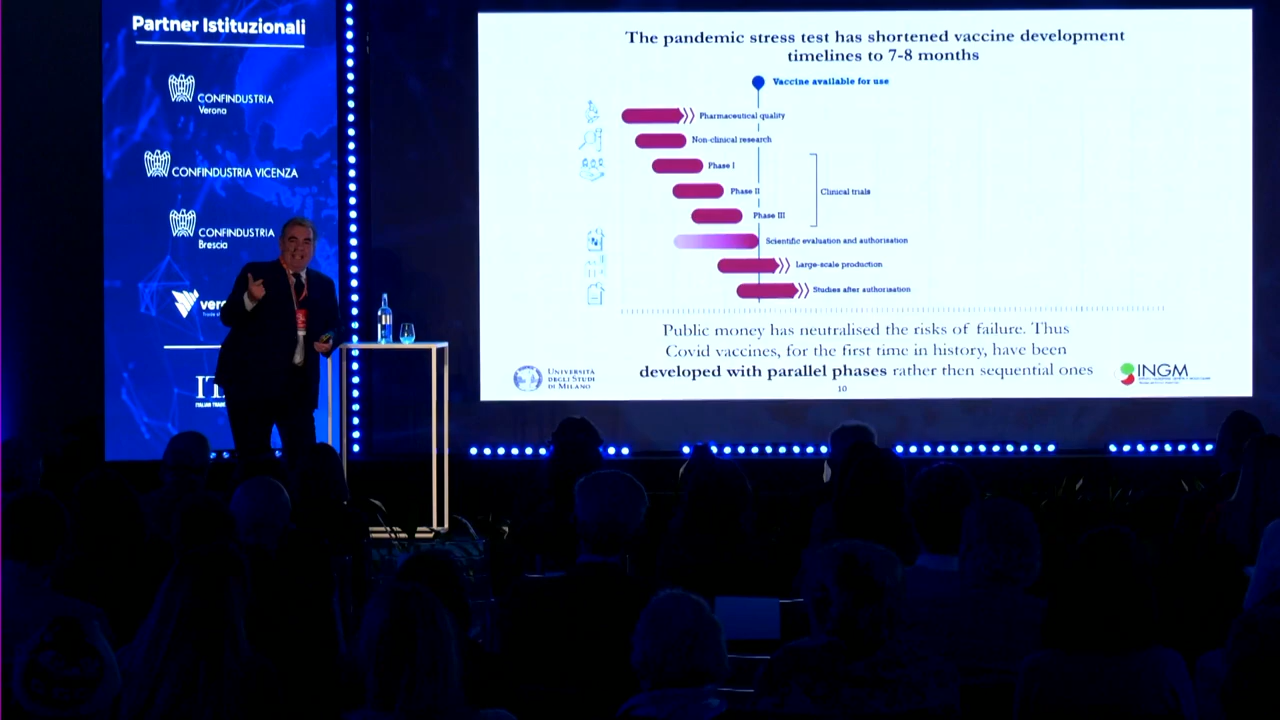 Partner Istituzionali
CONFINDUSTRIA
Verona
CONFINDUSTRIA VICENZA
CONFINDUSTRIA
Brescia
The pandemic stress test has shortened vaccine development
timelines to 7-8 months
Vaccine available for use
Pharmaceutical quality
Non-clinical research
Phase I
Phase II
Clinical trials
Phase III
Scientific evaluation and authorisation
Large-scale production
Studies after authorisation
Public money has neutralised the risks of failure. Thus
Covid vaccines, for the first time in history, have been
developed with parallel phases rather then sequential ones
UNIVERSITÀ
DEGLI STUDI
DI MILANO
INGM
10